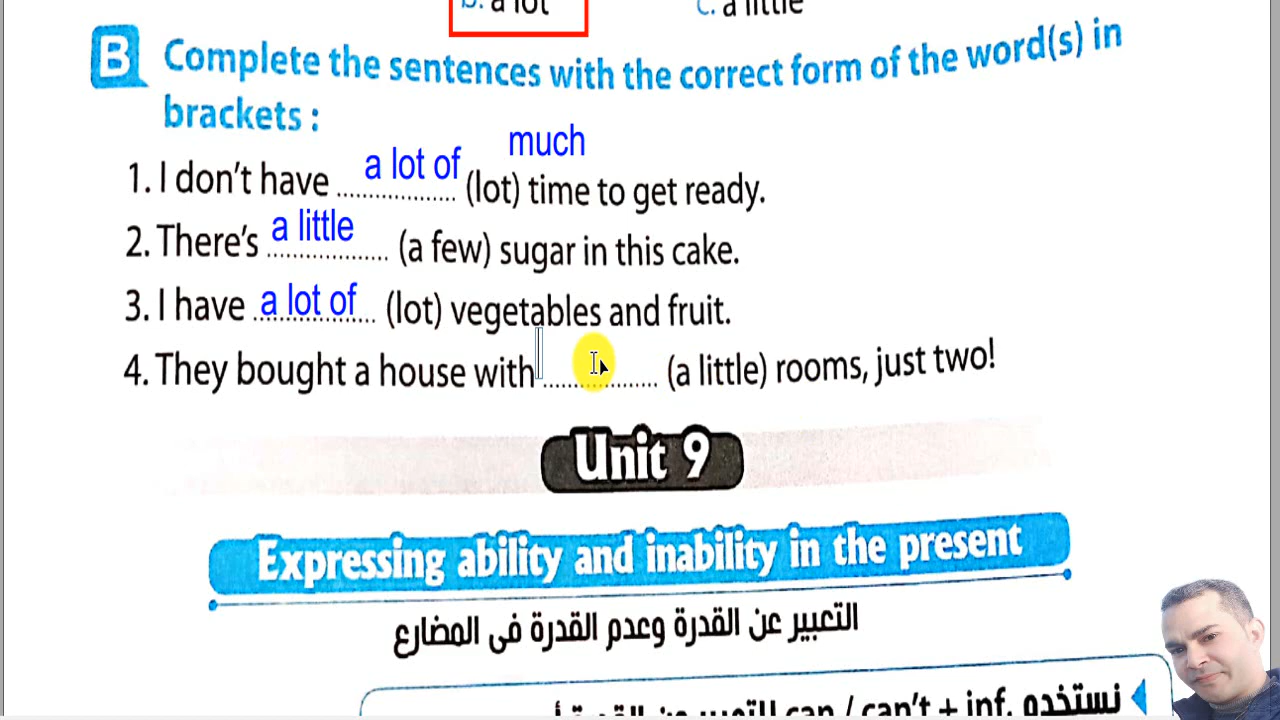 b. a lot c. a little
B Complete the sentences with the correct form of the word(s) in
brackets :
much
1. I don't have a lot of (lot) time to get ready.
2. There's a little (a few) sugar in this cake.
3. I have a lot of (lot) vegetables and fruit.
4. They bought a house with .................... (a little) rooms, just two!
Unit 9
Expressing ability and inability in the present
التعبير عن القدرة وعدم القدرة فى المضارع
نستخدم can / can't + inf. للتعبير عن القدرة أ